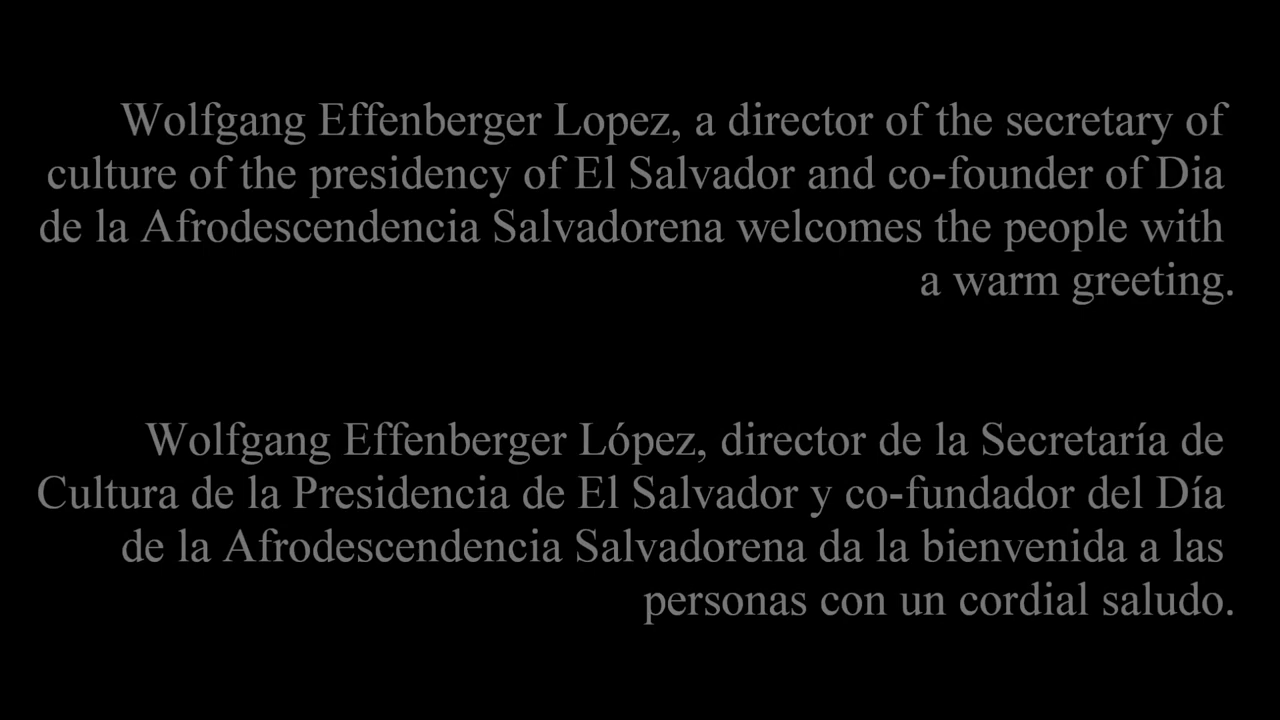 Wolfgang Effenberger Lopez, a director of the secretary of
culture of the presidency of El Salvador and co-founder of Dia
de la Afrodescendencia Salvadorena welcomes the people with
a warm greeting.
Wolfgang Effenberger López, director de la Secretaría de
Cultura de la Presidencia de El Salvador y co-fundador del Día
de la Afrodescendencia Salvadorena da la bienvenida a las
personas con un cordial saludo.